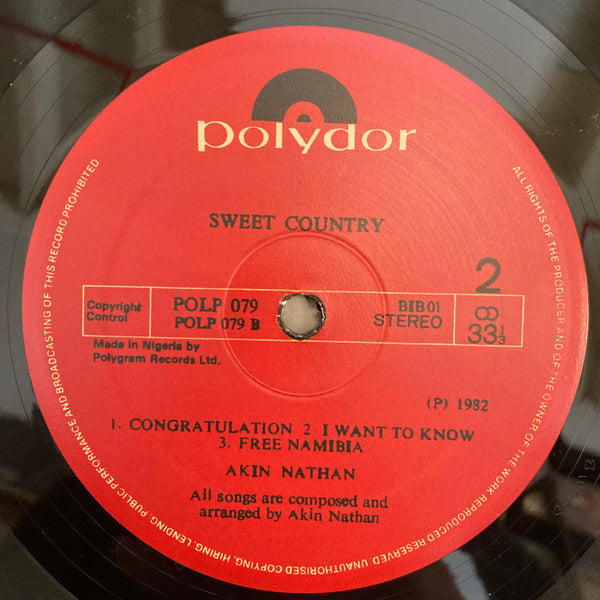 polydor
SWEET COUNTRY
2
Copyright
Control
POLP 079
POLP 079 B
BIB 01
STEREO
33⅓
Made in Nigeria by
Polygram Records Ltd.
(P) 1982
1. CONGRATULATION 2 I WANT TO KNOW
3. FREE NAMIBIA
AKIN NATHAN
All songs are composed and
arranged by Akin Nathan
ALL RIGHTS OF THE PRODUCER AND OF THE OWNER OF THE WORK REPRODUCED RESERVED UNAUTHORISED COPYING, HIRING, LENDING, PUBLIC PERFORMANCE AND BROADCASTING OF THIS RECORD PROHIBITED